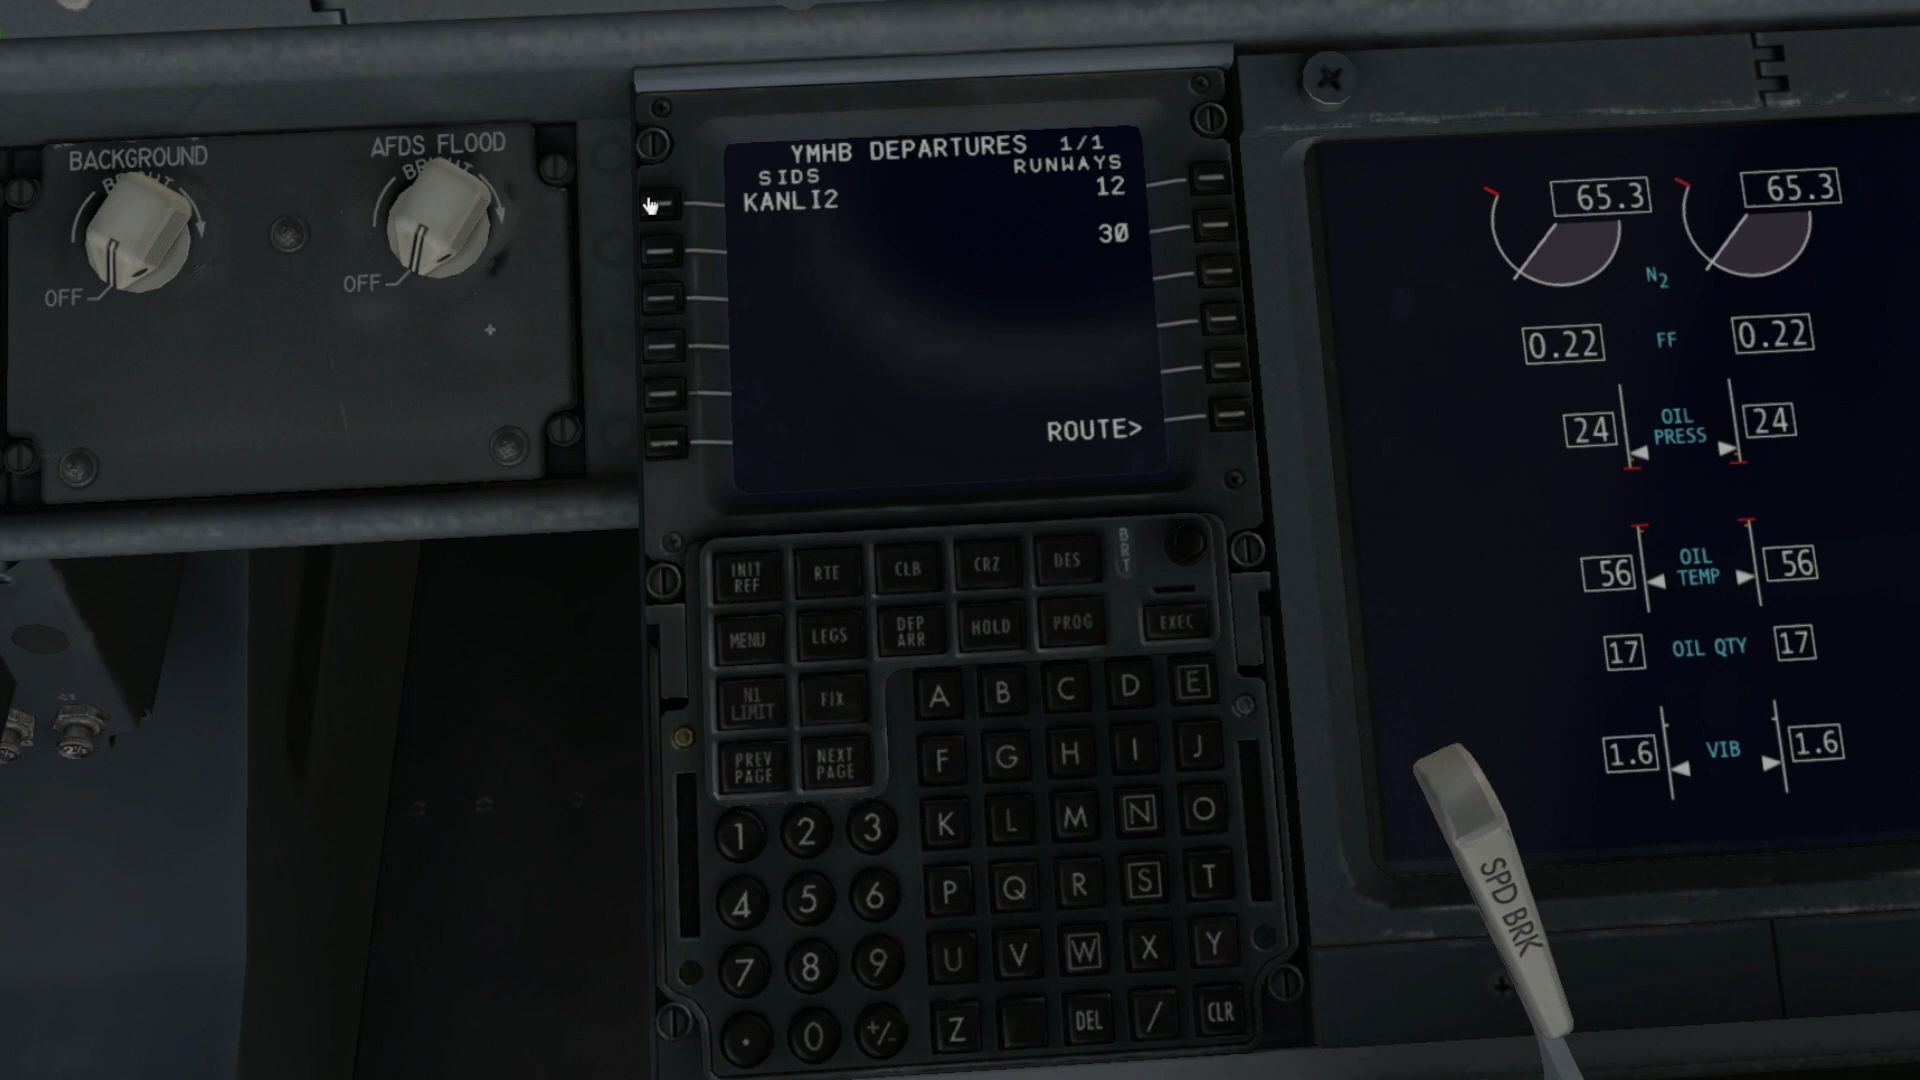 BACKGROUND
BRIGHT
OFF
AFDS FLOOD
BRIGHT
OFF
YMHB DEPARTURES 1/1
SIDS RUNWAYS
KANLI2 12
30
ROUTE>
INIT REF RTE CLB CRZ DES BRT
MENU LEGS DEP ARR HOLD PROG EXEC
N1 LIMIT FIX
PREV PAGE NEXT PAGE
A B C D E
F G H I J
1 2 3 K L M N O
4 5 6 P Q R S T
7 8 9 U V W X Y
. 0 +/- Z DEL / CLR
65.3 65.3
N2
0.22 FF 0.22
24 OIL PRESS 24
56 OIL TEMP 56
17 OIL QTY 17
1.6 VIB 1.6
SPD BRK